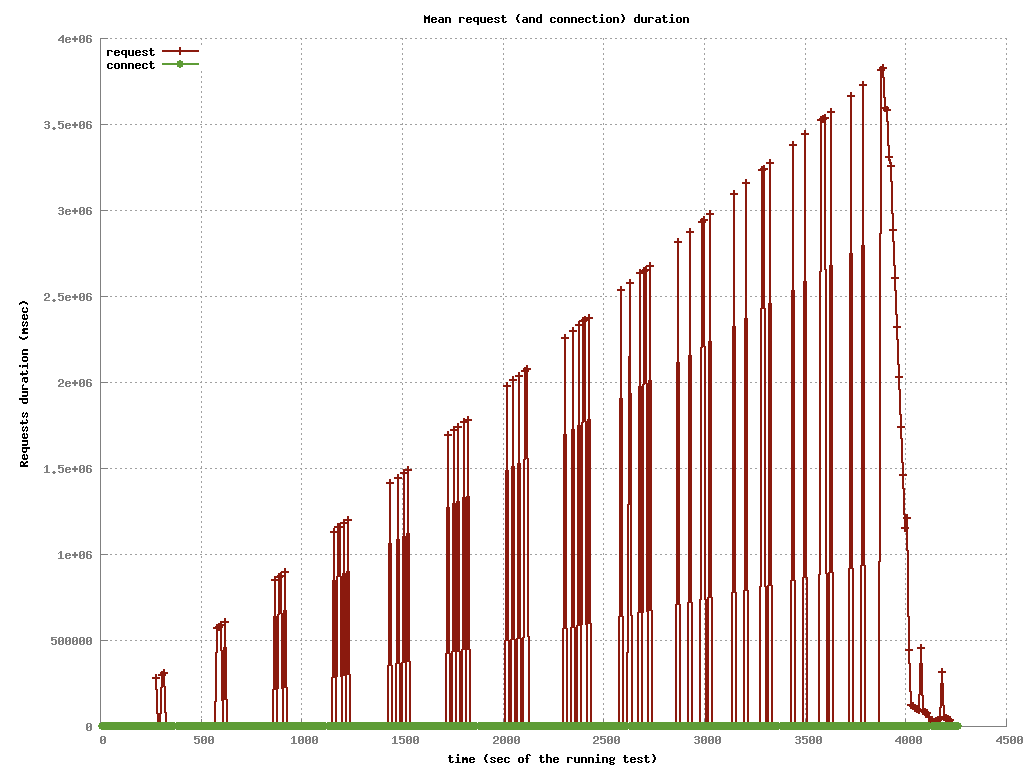 Mean request (and connection) duration
request
connect
4e+06
3.5e+06
3e+06
2.5e+06
2e+06
1.5e+06
1e+06
500000
0
Requests duration (msec)
0 500 1000 1500 2000 2500 3000 3500 4000 4500
time (sec of the running test)